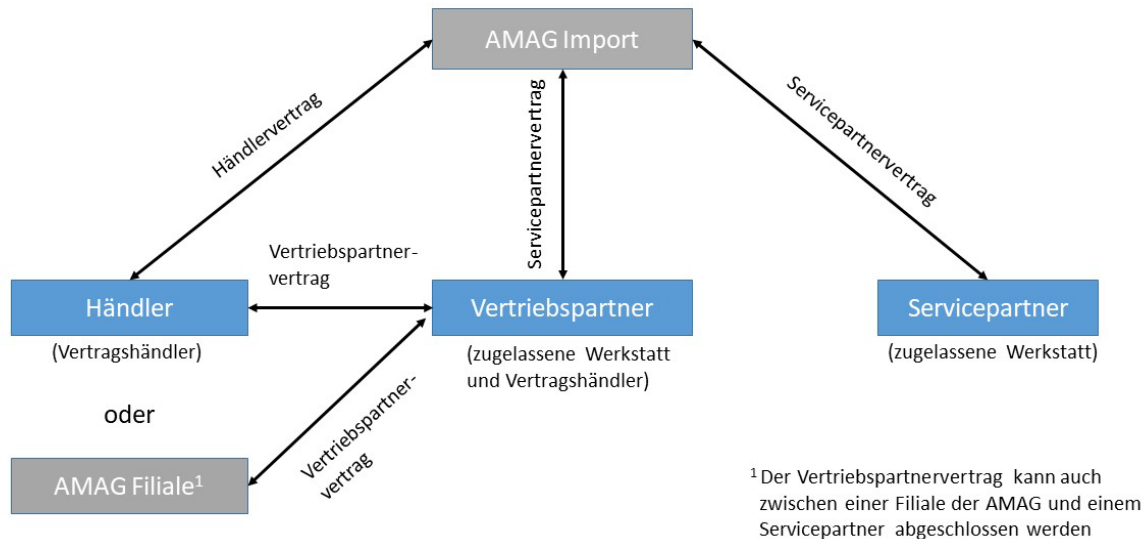 AMAG Import
Händlervertrag
Servicepartnervertrag
Servicepartnervertrag
Vertriebspartner-
vertrag
Händler
Vertriebspartner
Servicepartner
(Vertragshändler)
(zugelassene Werkstatt
und Vertragshändler)
(zugelassene Werkstatt)
oder
Vertriebspartner-
vertrag
AMAG Filiale¹
¹ Der Vertriebspartnervertrag kann auch
zwischen einer Filiale der AMAG und einem
Servicepartner abgeschlossen werden